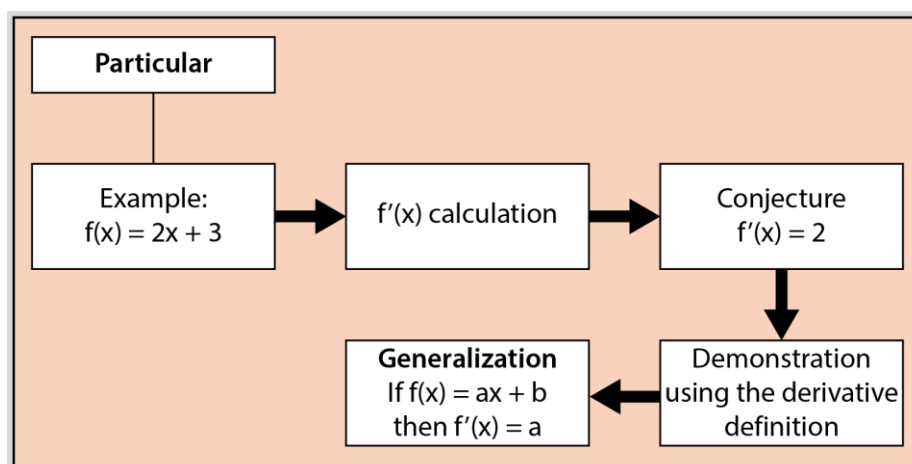 Particular
Example:
f(x) = 2x + 3
f'(x) calculation
Conjecture
f'(x) = 2
Demonstration
using the derivative
definition
Generalization
If f(x) = ax + b
then f'(x) = a